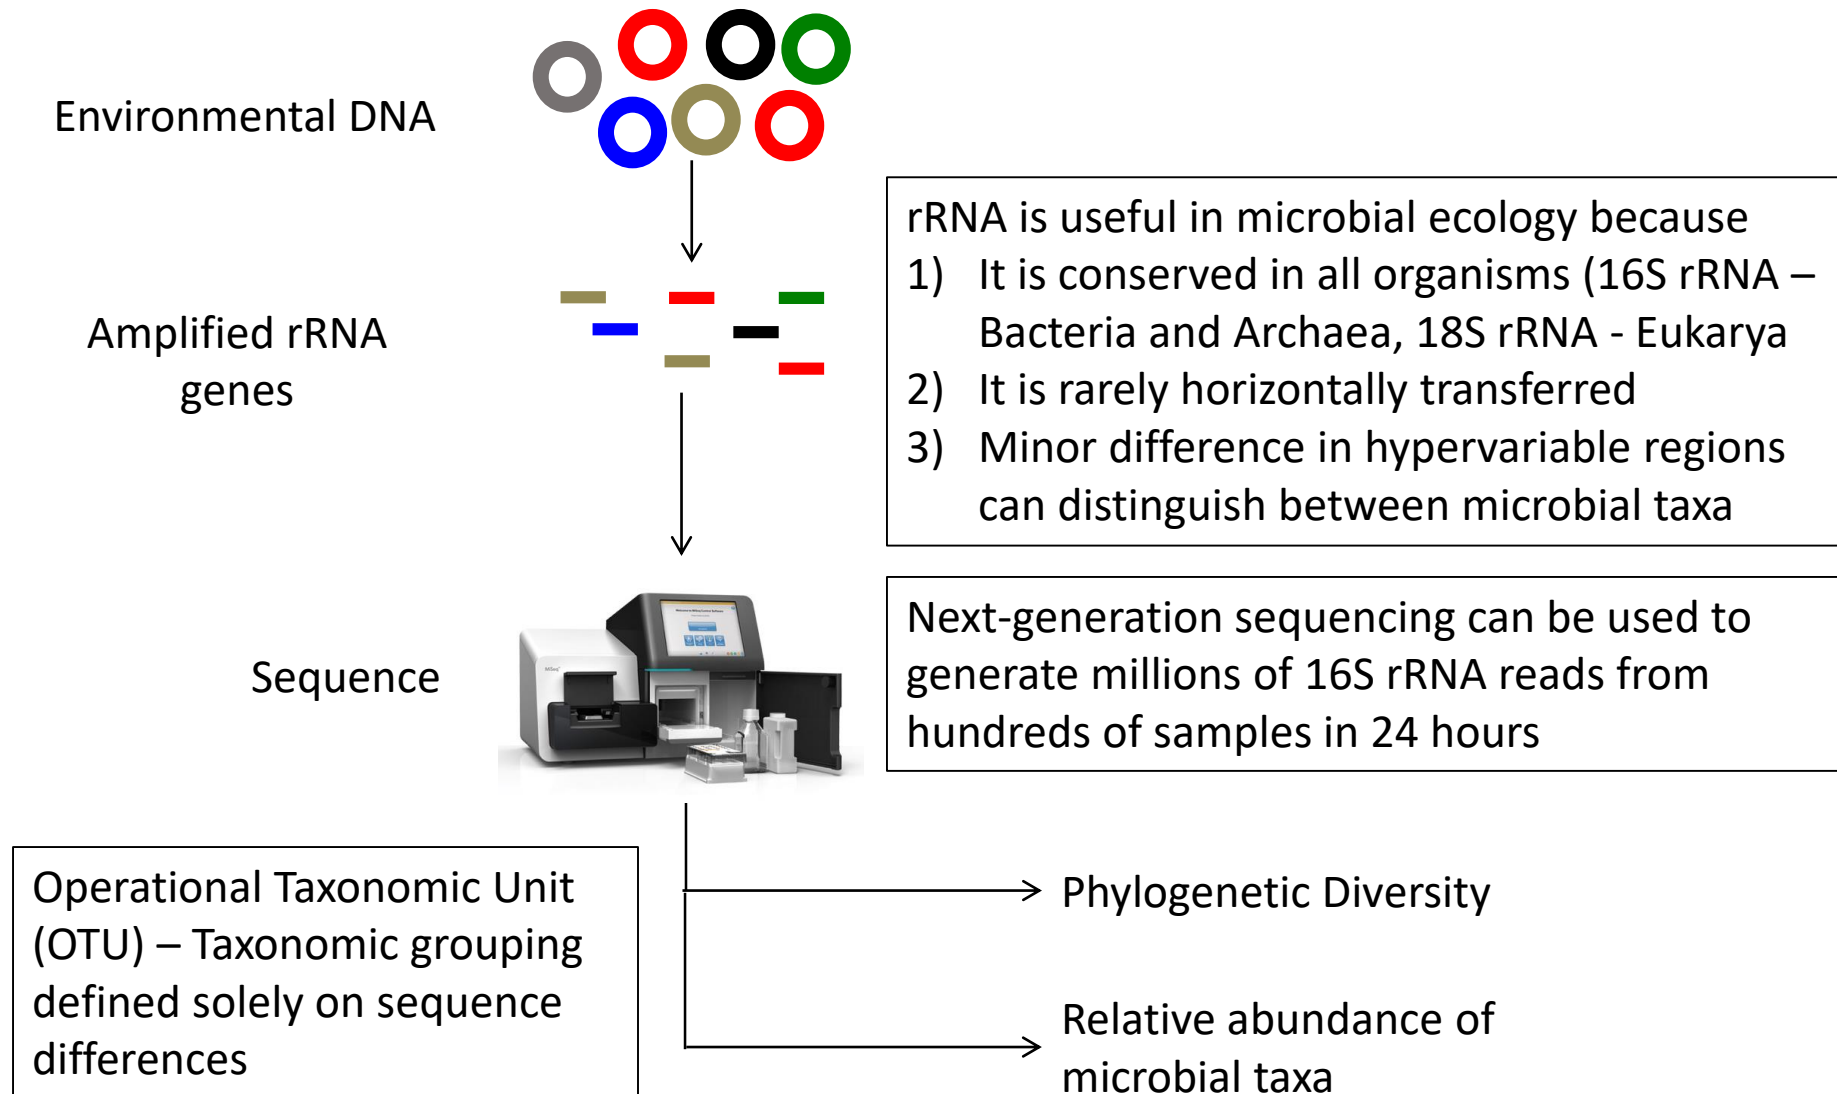 Environmental DNA
rRNA is useful in microbial ecology because
1) It is conserved in all organisms (16S rRNA –
Bacteria and Archaea, 18S rRNA - Eukarya
2) It is rarely horizontally transferred
3) Minor difference in hypervariable regions
can distinguish between microbial taxa
Amplified rRNA
genes
Sequence
MiSeq
Next-generation sequencing can be used to
generate millions of 16S rRNA reads from
hundreds of samples in 24 hours
Operational Taxonomic Unit
(OTU) – Taxonomic grouping
defined solely on sequence
differences
Phylogenetic Diversity
Relative abundance of
microbial taxa